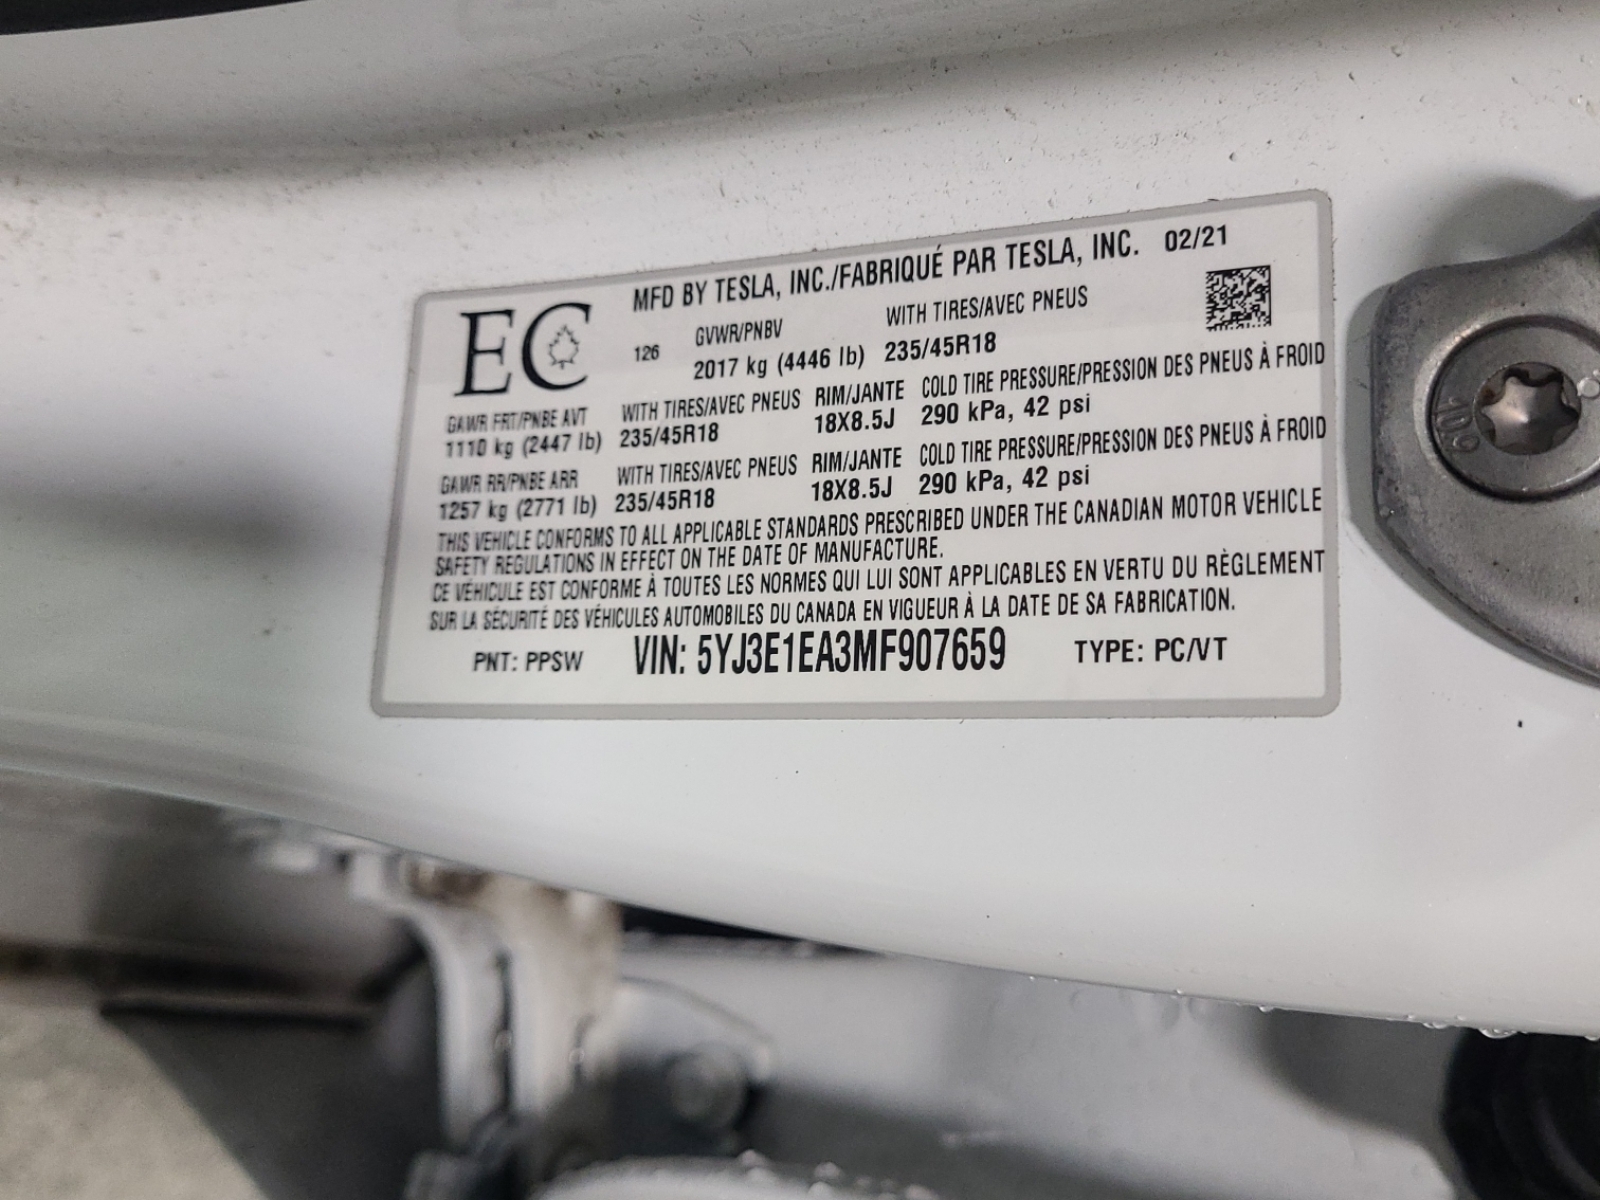 EC
MFD BY TESLA, INC./FABRIQUÉ PAR TESLA, INC. 02/21
126 GVWR/PNBV WITH TIRES/AVEC PNEUS
2017 kg (4446 lb) 235/45R18
GAWR FRT/PNBE AVT WITH TIRES/AVEC PNEUS RIM/JANTE COLD TIRE PRESSURE/PRESSION DES PNEUS À FROID
1110 kg (2447 lb) 235/45R18 18X8.5J 290 kPa, 42 psi
GAWR RR/PNBE ARR WITH TIRES/AVEC PNEUS RIM/JANTE COLD TIRE PRESSURE/PRESSION DES PNEUS À FROID
1257 kg (2771 lb) 235/45R18 18X8.5J 290 kPa, 42 psi
THIS VEHICLE CONFORMS TO ALL APPLICABLE STANDARDS PRESCRIBED UNDER THE CANADIAN MOTOR VEHICLE
SAFETY REGULATIONS IN EFFECT ON THE DATE OF MANUFACTURE.
CE VÉHICULE EST CONFORME À TOUTES LES NORMES QUI LUI SONT APPLICABLES EN VERTU DU RÈGLEMENT
SUR LA SÉCURITÉ DES VÉHICULES AUTOMOBILES DU CANADA EN VIGUEUR À LA DATE DE SA FABRICATION.
PNT: PPSW VIN: 5YJ3E1EA3MF907659 TYPE: PC/VT
10.9